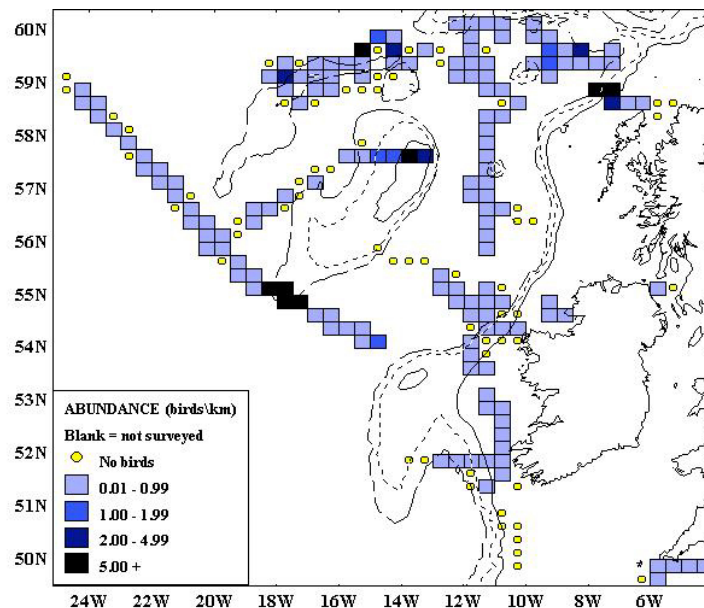 60N
59N
58N
57N
56N
55N
54N
53N
52N
51N
50N
ABUNDANCE (birds\km)
Blank = not surveyed
No birds
0.01 - 0.99
1.00 - 1.99
2.00 - 4.99
5.00 +
24W 22W 20W 18W 16W 14W 12W 10W 8W 6W